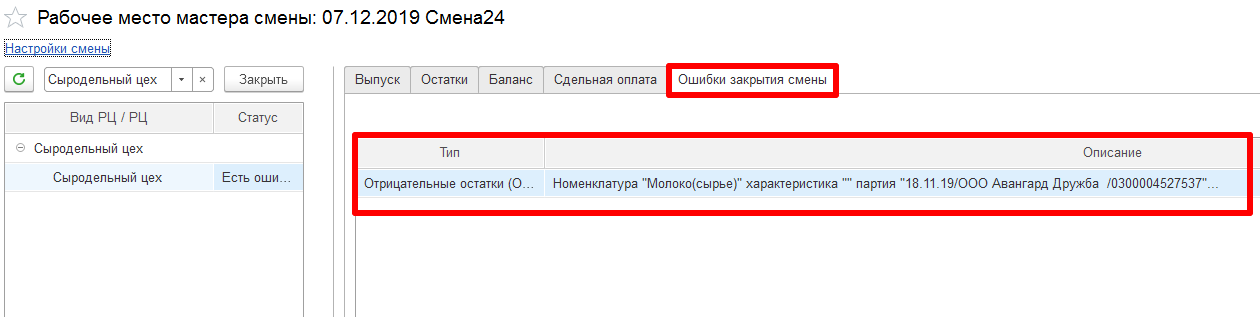 Рабочее место мастера смены: 07.12.2019 Смена24
Настройки смены
Сыродельный цех
Закрыть
Выпуск Остатки Баланс Сдельная оплата Ошибки закрытия смены
Вид РЦ / РЦ Статус
Сыродельный цех
Сыродельный цех Есть оши...
Тип Описание
Отрицательные остатки (О... Номенклатура "Молоко(сырье)" характеристика "" партия "18.11.19/ООО Авангард Дружба /0300004527537"...